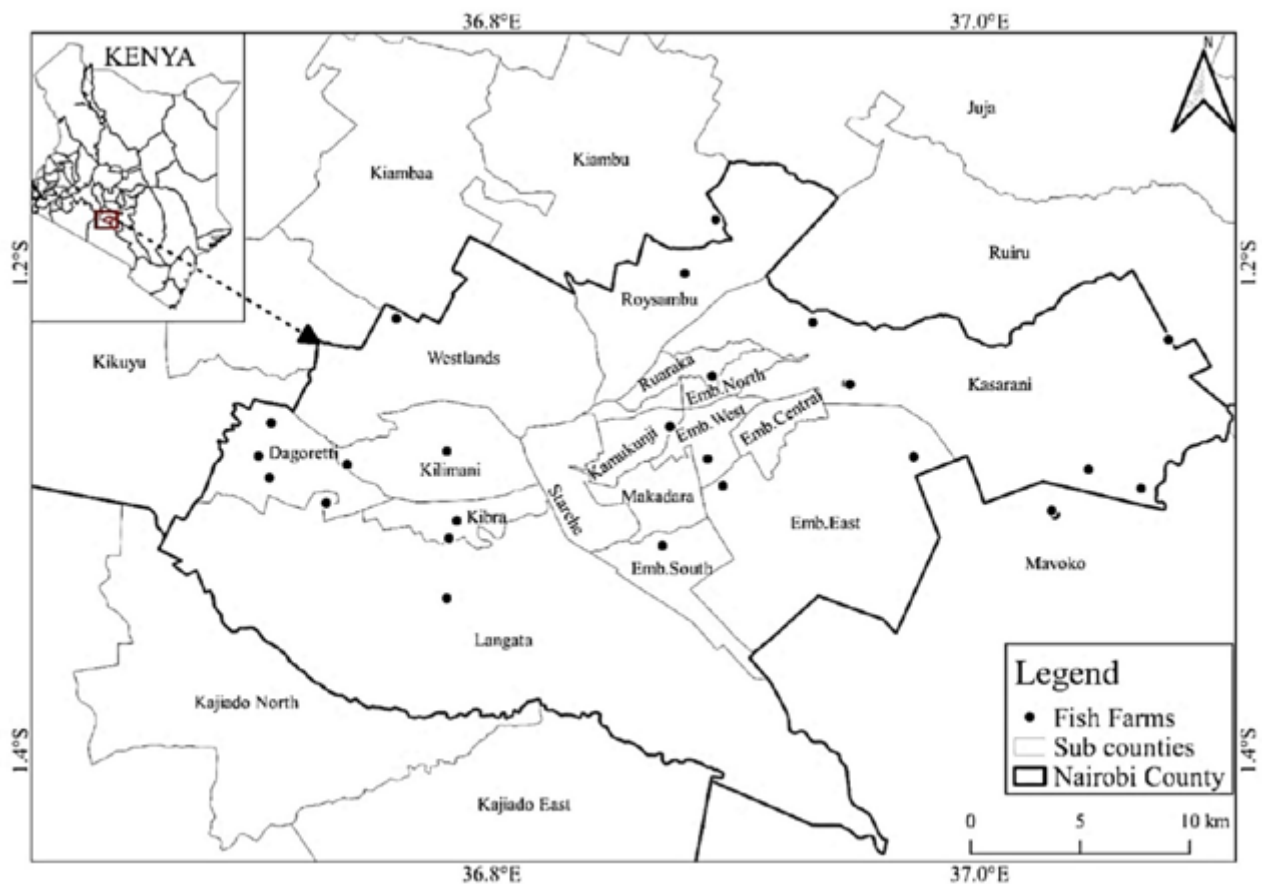 36.8°E 37.0°E
KENYA
N
Juja
Kiambu
Kiambaa
1.2°S 1.2°S
Ruiru
Roysambu
Kikuyu
Westlands
Ruaraka
Emb.North
Kasarani
Emb.West
Emb.Central
Kamukunji
Dagoretti
Kilimani
Makadara
Starehe
Kibra
Emb.East
Mavoko
Emb.South
Langata
Kajiado North
Legend
Fish Farms
Sub counties
Nairobi County
1.4°S 1.4°S
Kajiado East
0 5 10 km
36.8°E 37.0°E